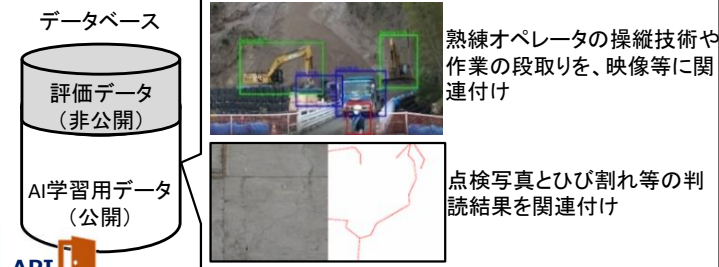 データベース
評価データ
（非公開）
AI学習用データ
（公開）
API
熟練オペレータの操縦技術や
作業の段取りを、映像等に関
連付け
点検写真とひび割れ等の判
読結果を関連付け